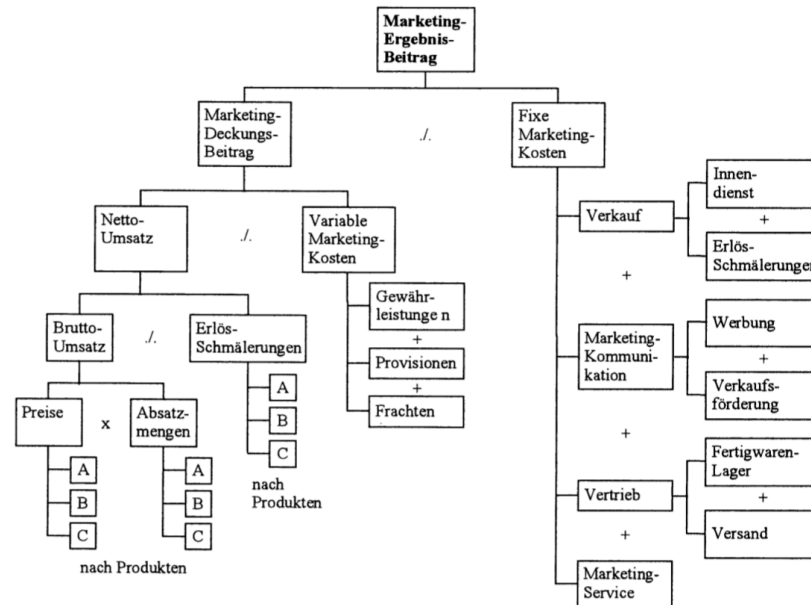 Marketing-
Ergebnis-
Beitrag
Marketing-
Deckungs-
Beitrag
./.
Fixe
Marketing-
Kosten
Netto-
Umsatz
./.
Variable
Marketing-
Kosten
Verkauf
Innen-
dienst
+
Erlös-
Schmälerungen
+
Brutto-
Umsatz
./.
Erlös-
Schmälerungen
Gewähr-
leistunge n
+
Provisionen
+
Frachten
Marketing-
Kommuni-
kation
Werbung
+
Verkaufs-
förderung
+
Preise
x
Absatz-
mengen
A
B
C
nach
Produkten
A
B
C
A
B
C
nach Produkten
Vertrieb
Fertigwaren-
Lager
+
Versand
+
Marketing-
Service